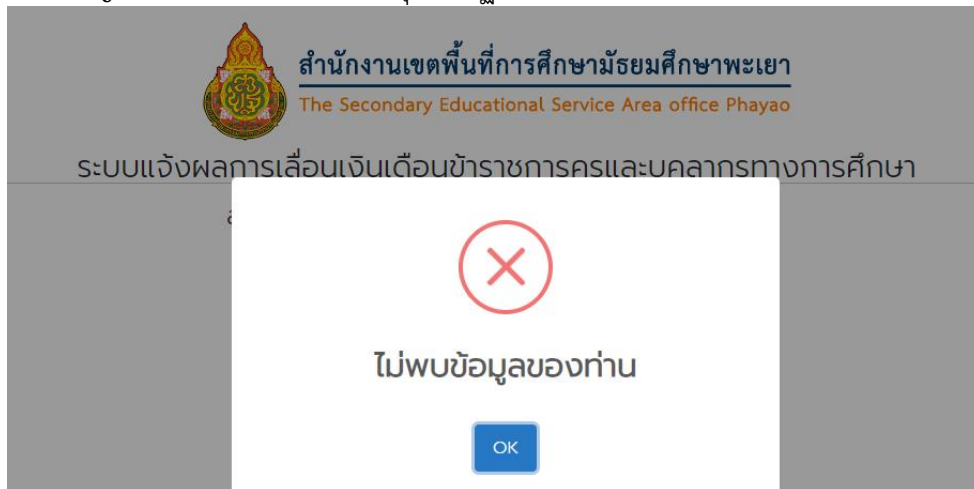 สำนักงานเขตพื้นที่การศึกษามัธยมศึกษาพะเยา
The Secondary Educational Service Area office Phayao
ระบบแจ้งผลการเลื่อนเงินเดือนข้าราชการครูและบุคลากรทางการศึกษา
ไม่พบข้อมูลของท่าน
OK